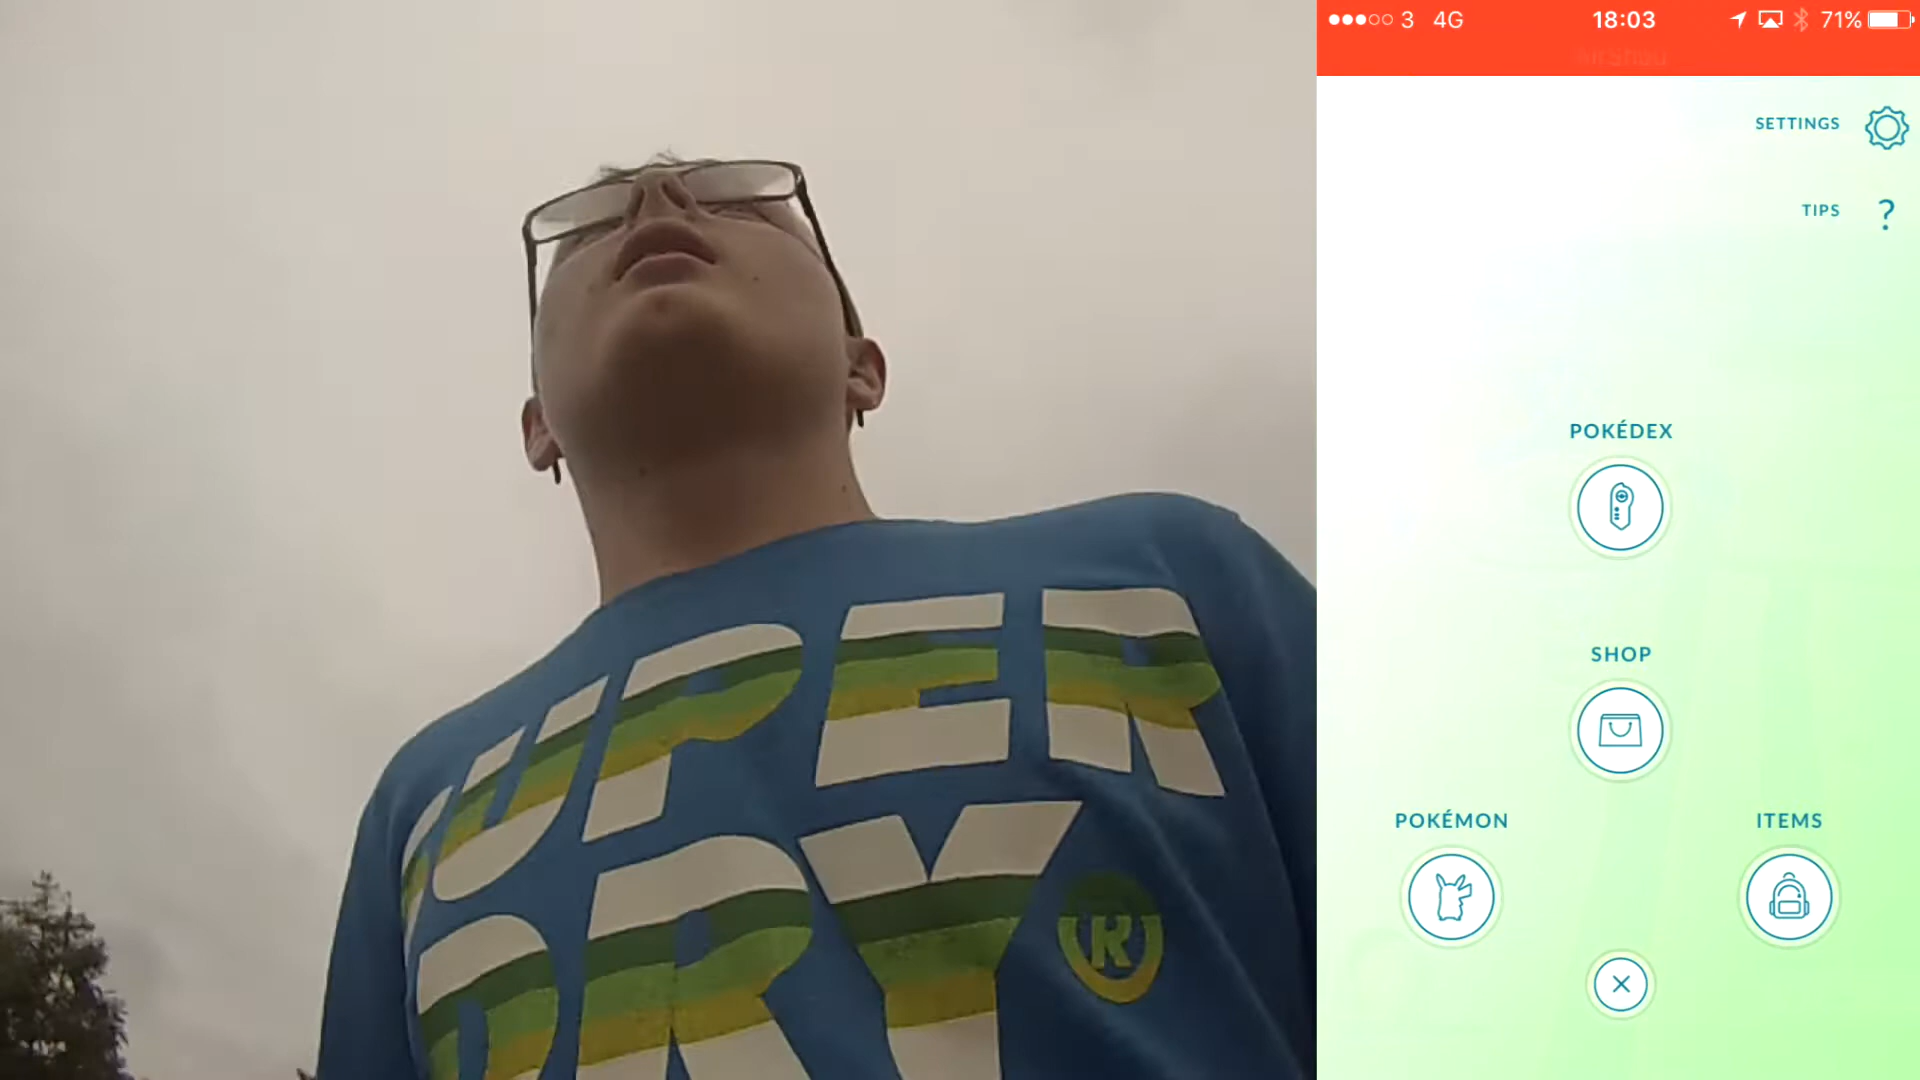 UPER
DRY
R
3 4G 18:03 71%
SETTINGS
TIPS ?
POKÉDEX
SHOP
POKÉMON
ITEMS